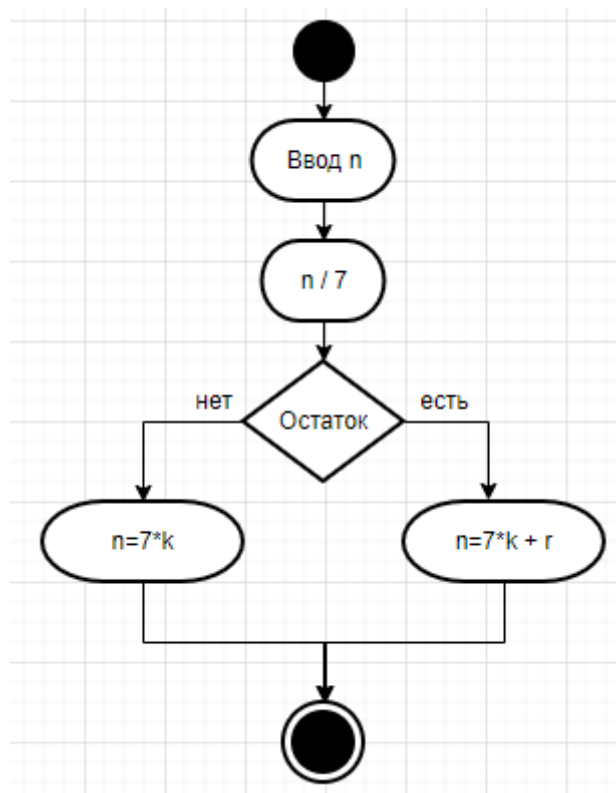 Ввод n
n / 7
нет
есть
Остаток
n=7*k
n=7*k + r